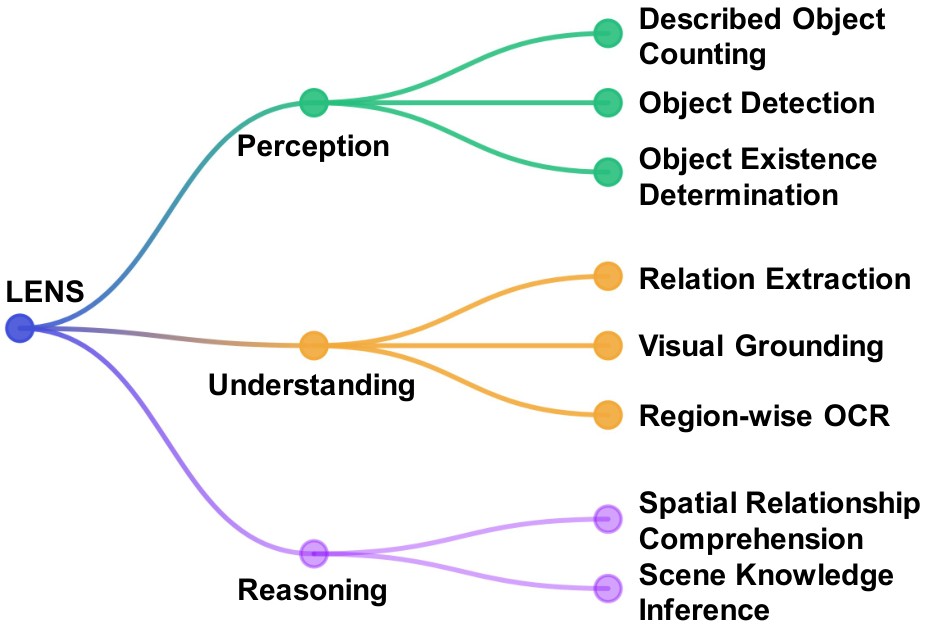 LENS
Perception
Described Object
Counting
Object Detection
Object Existence
Determination
Understanding
Relation Extraction
Visual Grounding
Region-wise OCR
Reasoning
Spatial Relationship
Comprehension
Scene Knowledge
Inference